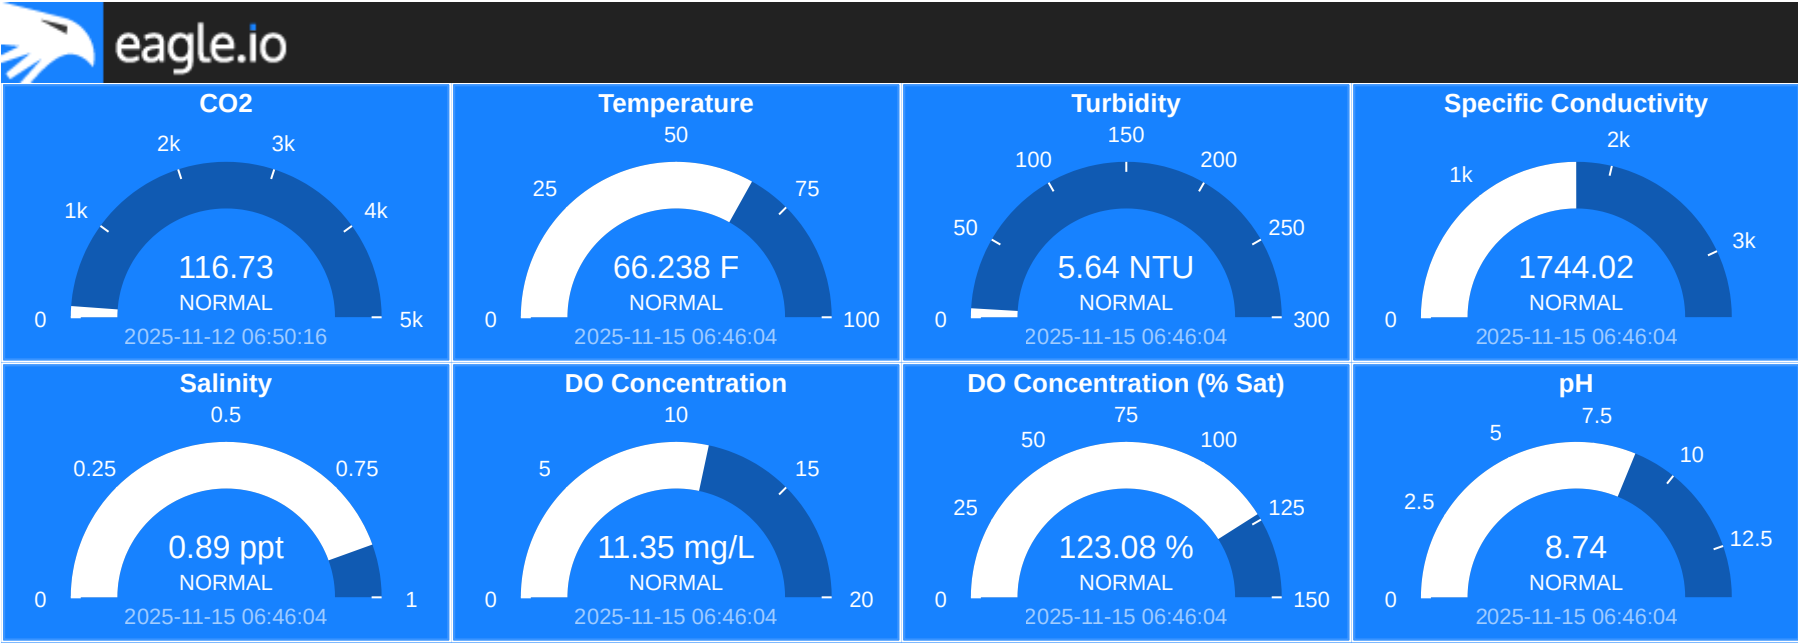 eagle.io
CO2
2k
3k
1k
4k
116.73
NORMAL
0
5k
2025-11-12 06:50:16
Temperature
50
25
75
66.238 F
NORMAL
0
100
2025-11-15 06:46:04
Turbidity
150
100
200
50
250
5.64 NTU
NORMAL
0
300
2025-11-15 06:46:04
Specific Conductivity
2k
1k
3k
1744.02
NORMAL
0
2025-11-15 06:46:04
Salinity
0.5
0.25
0.75
0.89 ppt
NORMAL
0
1
2025-11-15 06:46:04
DO Concentration
10
5
15
11.35 mg/L
NORMAL
0
20
2025-11-15 06:46:04
DO Concentration (% Sat)
75
50
100
25
125
123.08 %
NORMAL
0
150
2025-11-15 06:46:04
pH
7.5
5
10
2.5
12.5
8.74
NORMAL
0
2025-11-15 06:46:04